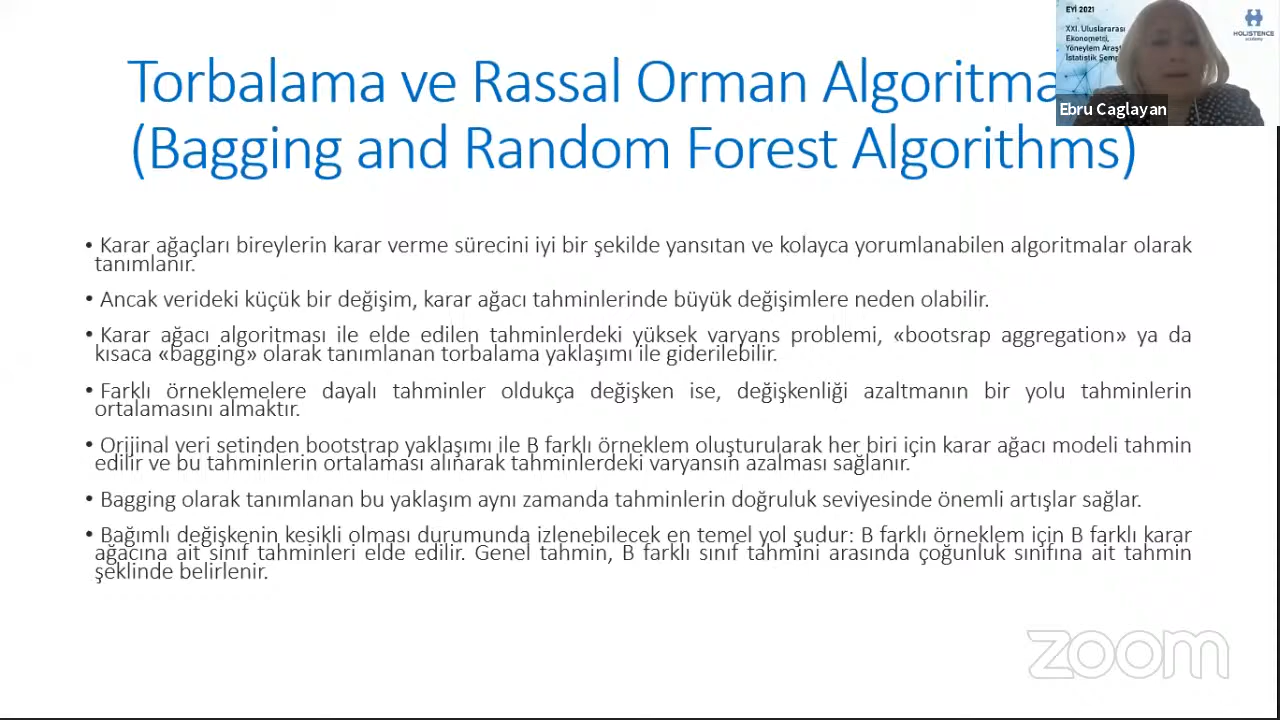 Torbalama ve Rassal Orman Algoritma
(Bagging and Random Forest Algorithms)
EYİ 2021
XXI. Uluslararası
Ekonometri,
Yöneylem Araşt
İstatistik Semp
HOLISTENCE
academy
Ebru Caglayan
• Karar ağaçları bireylerin karar verme sürecini iyi bir şekilde yansıtan ve kolayca yorumlanabilen algoritmalar olarak
tanımlanır.
• Ancak verideki küçük bir değişim, karar ağacı tahminlerinde büyük değişimlere neden olabilir.
• Karar ağacı algoritması ile elde edilen tahminlerdeki yüksek varyans problemi, «bootsrap aggregation» ya da
kısaca «bagging» olarak tanımlanan torbalama yaklaşımı ile giderilebilir.
• Farklı örneklemelere dayalı tahminler oldukça değişken ise, değişkenliği azaltmanın bir yolu tahminlerin
ortalamasını almaktır.
• Orijinal veri setinden bootstrap yaklaşımı ile B farklı örneklem oluşturularak her biri için karar ağacı modeli tahmin
edilir ve bu tahminlerin ortalaması alınarak tahminlerdeki varyansın azalması sağlanır.
• Bagging olarak tanımlanan bu yaklaşım aynı zamanda tahminlerin doğruluk seviyesinde önemli artışlar sağlar.
• Bağımlı değişkenin kesikli olması durumunda izlenebilecek en temel yol şudur: B farklı örneklem için B farklı karar
ağacına ait sınıf tahminleri elde edilir. Genel tahmin, B farklı sınıf tahmini arasında çoğunluk sınıfına ait tahmin
şeklinde belirlenir.
zoom